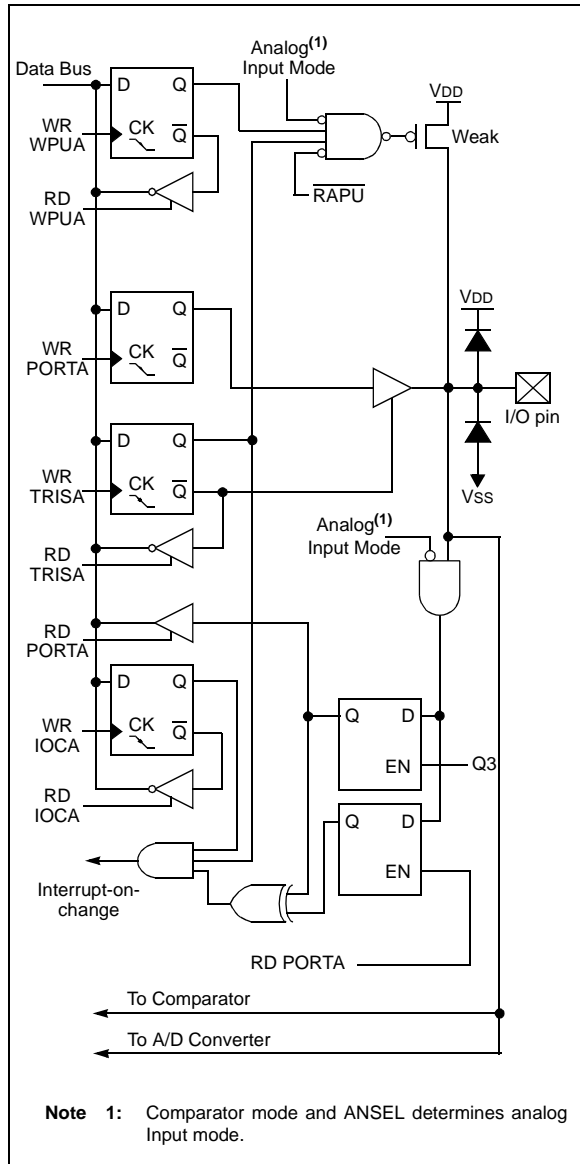 Analog(1)
Input Mode
Data Bus
D Q
VDD
WR
WPUA
CK Q
Weak
RD
WPUA
RAPU
D Q
VDD
WR
PORTA
CK Q
I/O pin
D Q
WR
TRISA
CK Q
VSS
Analog(1)
Input Mode
RD
TRISA
RD
PORTA
D Q
Q D
WR
IOCA
CK Q
EN
Q3
RD
IOCA
Q D
EN
Interrupt-on-
change
RD PORTA
To Comparator
To A/D Converter
Note 1: Comparator mode and ANSEL determines analog
Input mode.